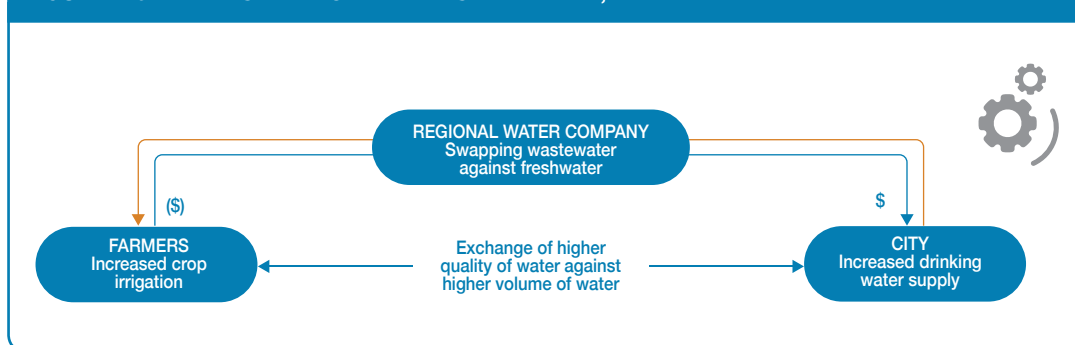 REGIONAL WATER COMPANY
Swapping wastewater
against freshwater
($)
$
FARMERS
Increased crop
irrigation
Exchange of higher
quality of water against
higher volume of water
CITY
Increased drinking
water supply